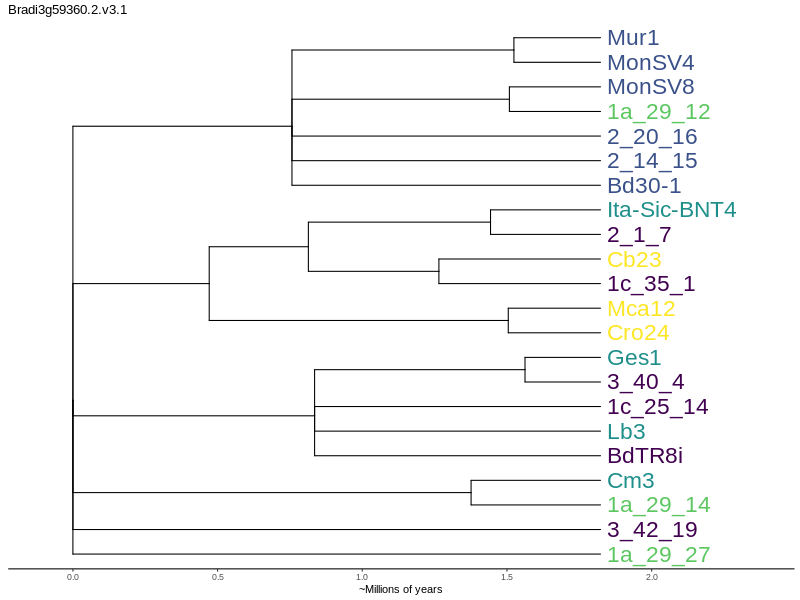 Bradi3g59360.2.v3.1
Mur1
MonSV4
MonSV8
1a_29_12
2_20_16
2_14_15
Bd30-1
Ita-Sic-BNT4
2_1_7
Cb23
1c_35_1
Mca12
Cro24
Ges1
3_40_4
1c_25_14
Lb3
BdTR8i
Cm3
1a_29_14
3_42_19
1a_29_27
0.0 0.5 1.0 1.5 2.0
~Millions of years